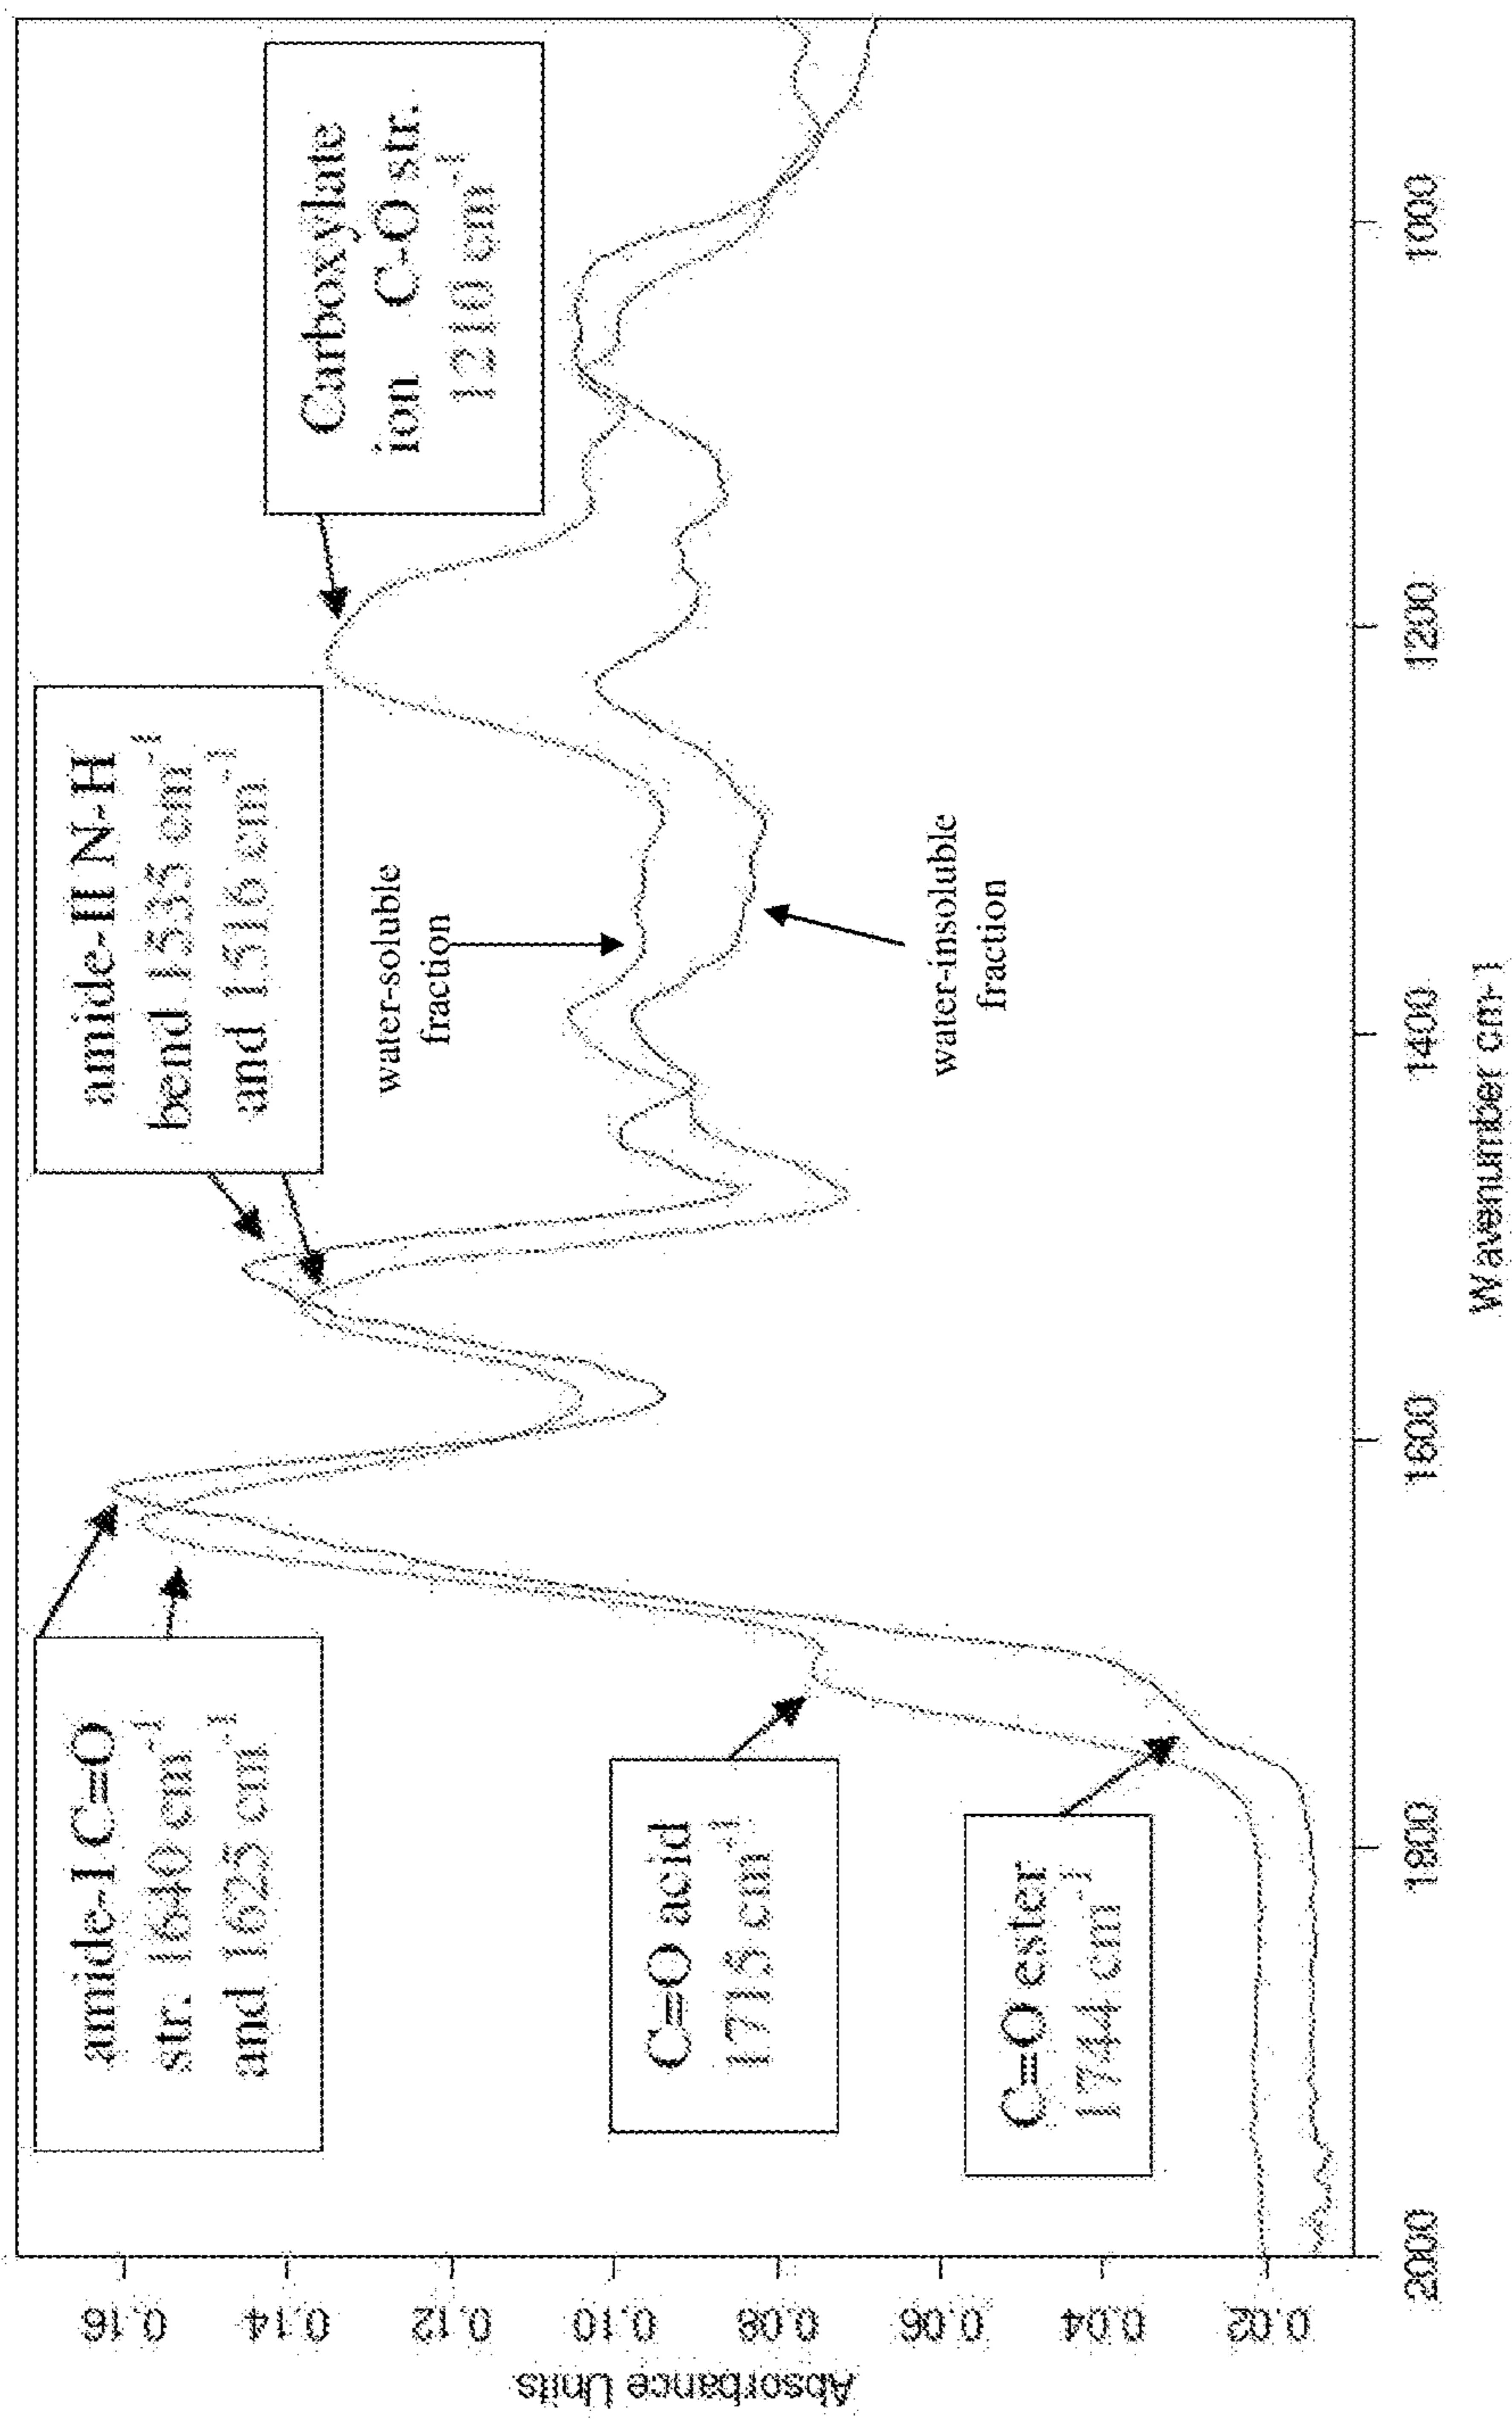 amide-I C=O
str. 1640 cm-1
and 1625 cm-1
amide-II N-H
bend 1535 cm-1
and 1516 cm-1
Carboxylate
ion C-O str.
1210 cm-1
water-soluble
fraction
C=O acid
1715 cm-1
water-insoluble
fraction
C=O ester
1744 cm-1
Absorbance Units
0.16
0.14
0.12
0.10
0.08
0.06
0.04
0.02
2000
1800
1600
1400
1200
1000
Wavenumber cm-1